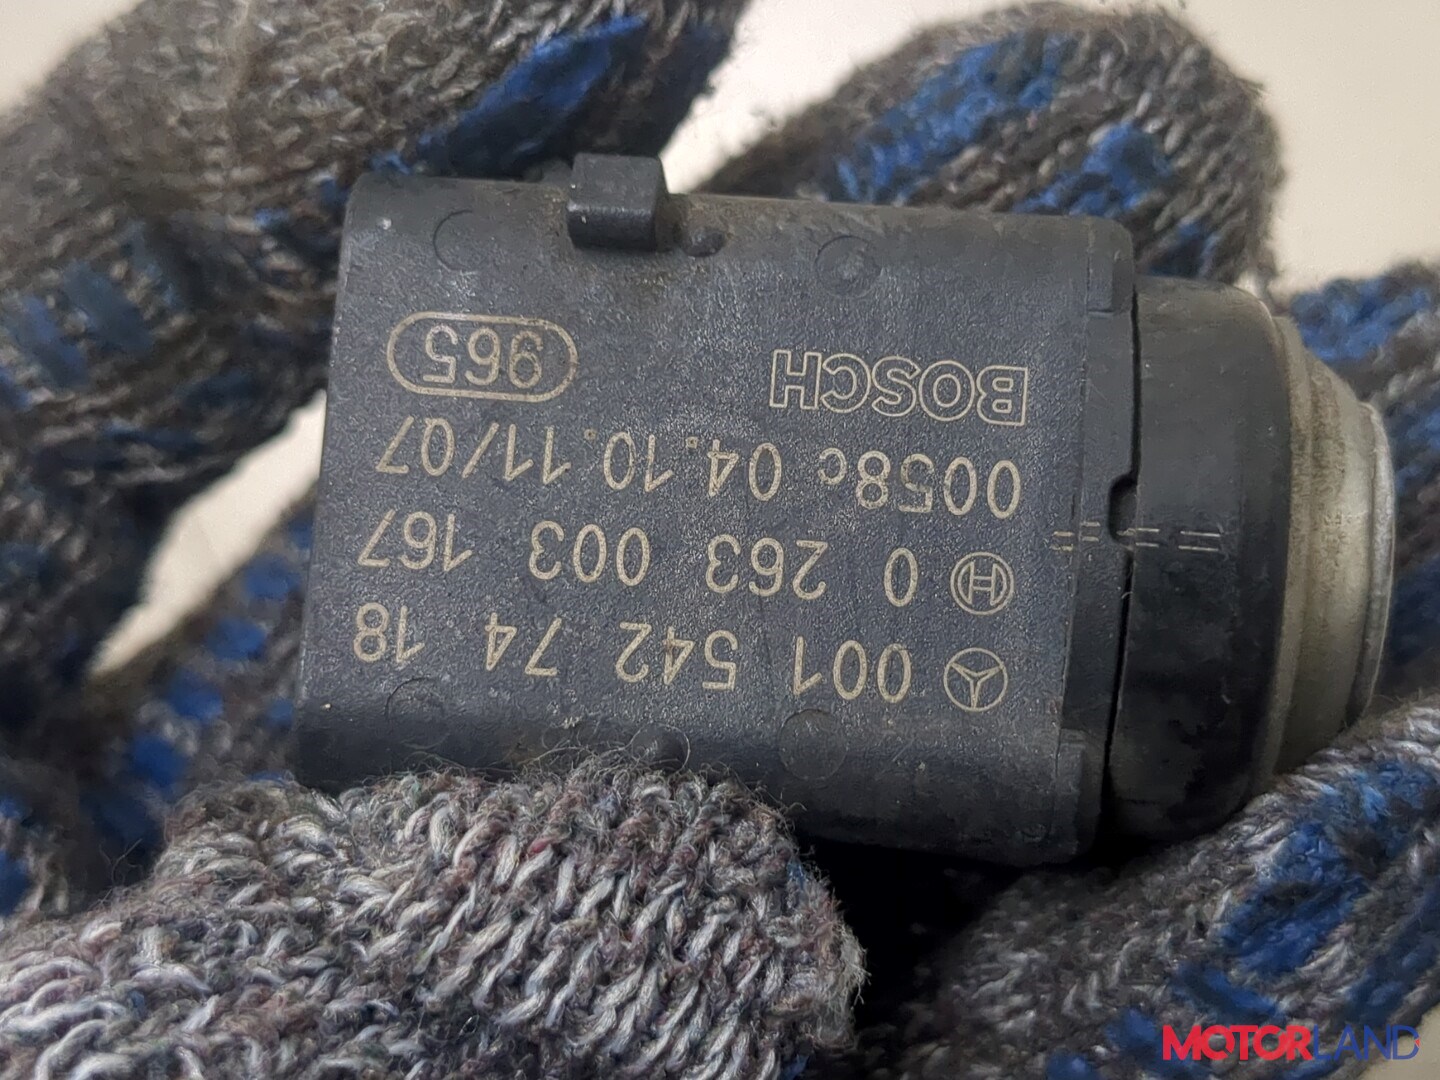 001 542 74 18
0 263 003 167
0058c 04.10.11/07
BOSCH 965
MOTORLAND